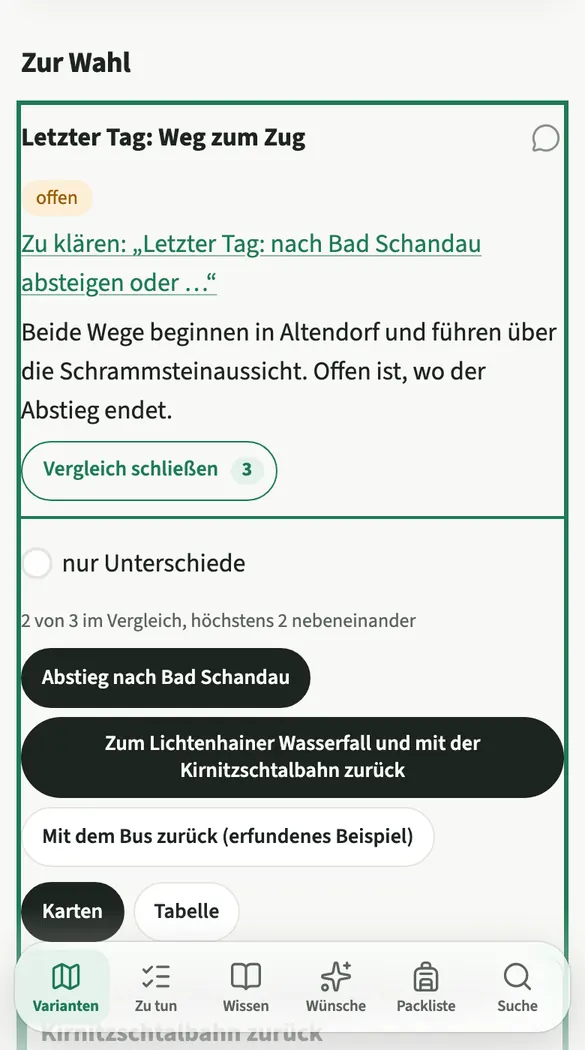 Zur Wahl
Letzter Tag: Weg zum Zug
offen
Zu klären: „Letzter Tag: nach Bad Schandau
absteigen oder …“
Beide Wege beginnen in Altendorf und führen über
die Schrammsteinaussicht. Offen ist, wo der
Abstieg endet.
Vergleich schließen 3
nur Unterschiede
2 von 3 im Vergleich, höchstens 2 nebeneinander
Abstieg nach Bad Schandau
Zum Lichtenhainer Wasserfall und mit der
Kirnitzschtalbahn zurück
Mit dem Bus zurück (erfundenes Beispiel)
Karten Tabelle
Varianten Zu tun Wissen Wünsche Packliste Suche
Kirnitzschtalbahn zurück